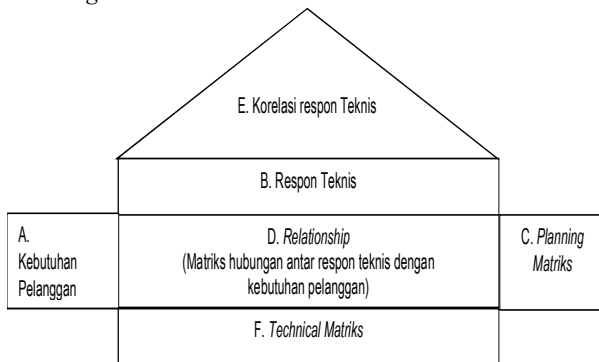 E. Korelasi respon Teknis
B. Respon Teknis
A.
Kebutuhan
Pelanggan
D. Relationship
(Matriks hubungan antar respon teknis dengan
kebutuhan pelanggan)
C. Planning
Matriks
F. Technical Matriks